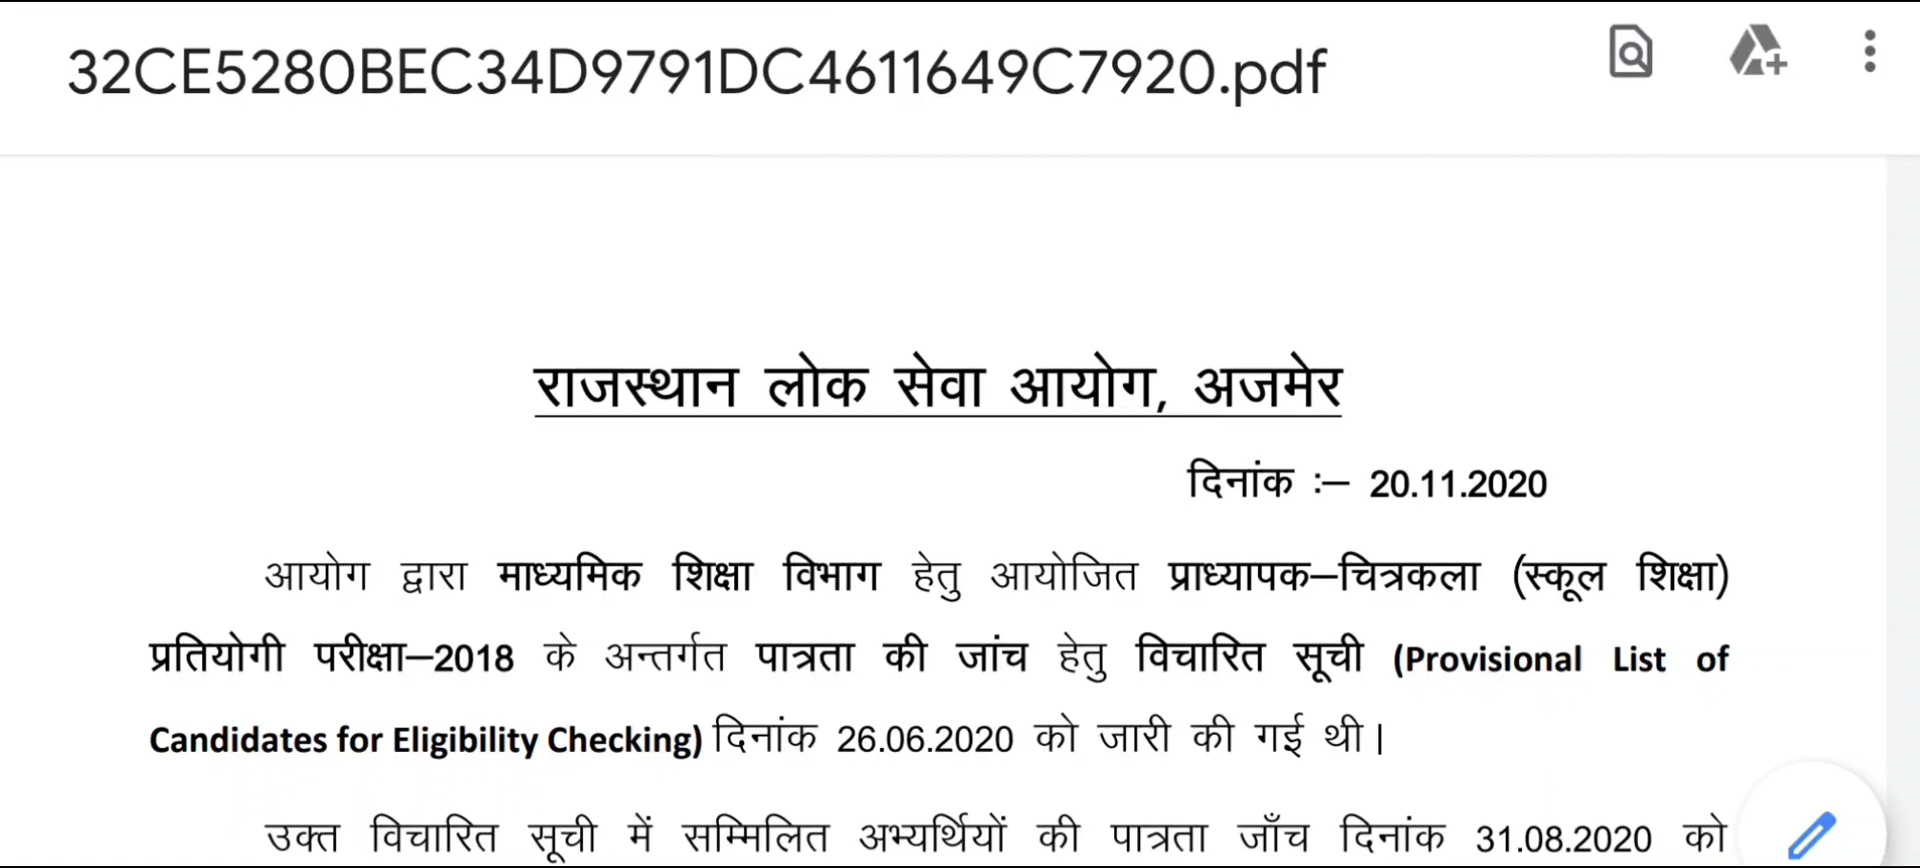 32CE5280BEC34D9791DC4611649C7920.pdf
राजस्थान लोक सेवा आयोग, अजमेर
दिनांक :– 20.11.2020
आयोग द्वारा माध्यमिक शिक्षा विभाग हेतु आयोजित प्राध्यापक–चित्रकला (स्कूल शिक्षा)
प्रतियोगी परीक्षा–2018 के अन्तर्गत पात्रता की जांच हेतु विचारित सूची (Provisional List of
Candidates for Eligibility Checking) दिनांक 26.06.2020 को जारी की गई थी।
उक्त विचारित सूची में सम्मिलित अभ्यर्थियों की पात्रता जाँच दिनांक 31.08.2020 को